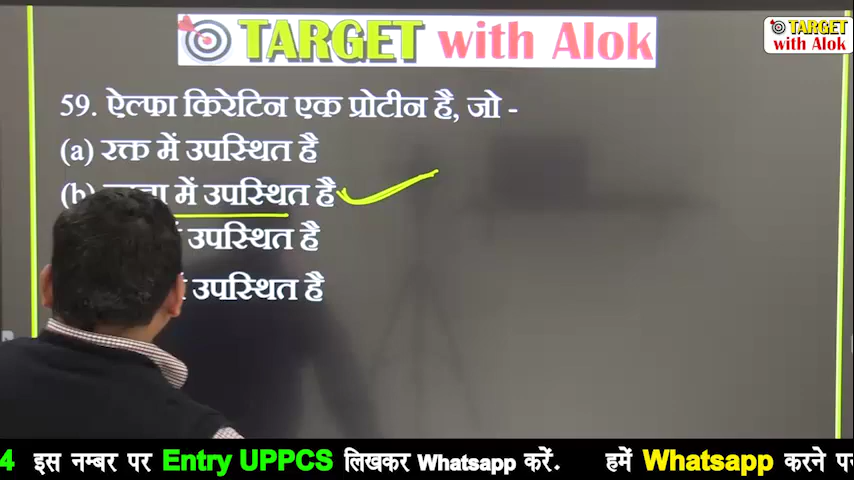 TARGET with Alok
TARGET
with Alok
59. ऐल्फा किरेटिन एक प्रोटीन है, जो -
(a) रक्त में उपस्थित है
(b) में उपस्थित है
उपस्थित है
उपस्थित है
4 इस नम्बर पर Entry UPPCS लिखकर Whatsapp करें. हमें Whatsapp करने